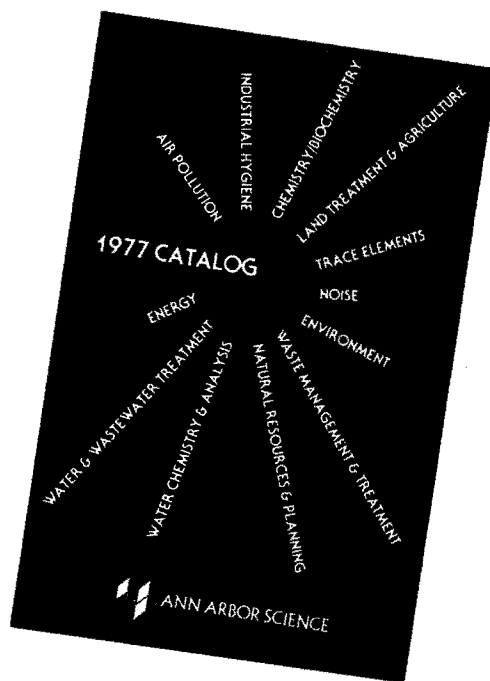 AIR POLLUTION
INDUSTRIAL HYGIENE
CHEMISTRY/BIOCHEMISTRY
LAND TREATMENT & AGRICULTURE
TRACE ELEMENTS
NOISE
ENVIRONMENT
WASTE MANAGEMENT & TREATMENT
NATURAL RESOURCES & PLANNING
WATER CHEMISTRY & ANALYSIS
WATER & WASTEWATER TREATMENT
ENERGY
1977 CATALOG
ANN ARBOR SCIENCE